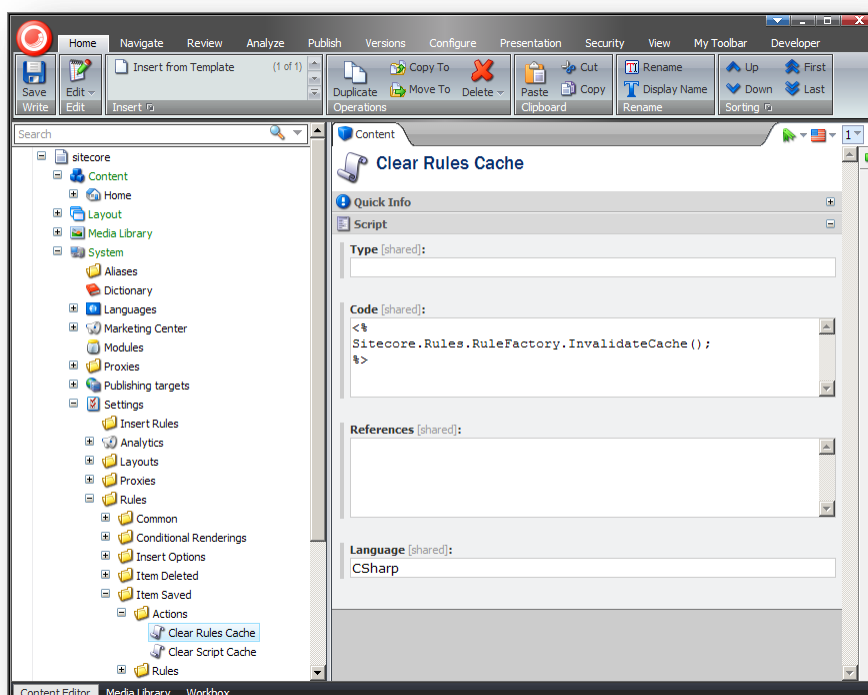 Home Navigate Review Analyze Publish Versions Configure Presentation Security View My Toolbar Developer
Save
Write
Edit
Edit
Insert from Template (1 of 1)
Insert
Duplicate
Copy To
Move To
Delete
Operations
Paste
Cut
Copy
Clipboard
Rename
Display Name
Rename
Up
Down
First
Last
Sorting
Search
sitecore
Content
Home
Layout
Media Library
System
Aliases
Dictionary
Languages
Marketing Center
Modules
Proxies
Publishing targets
Settings
Insert Rules
Analytics
Layouts
Proxies
Rules
Common
Conditional Renderings
Insert Options
Item Deleted
Item Saved
Actions
Clear Rules Cache
Clear Script Cache
Rules
Content
1
Clear Rules Cache
Quick Info
Script
Type [shared]:
Code [shared]:
<%
Sitecore.Rules.RuleFactory.InvalidateCache();
%>
References [shared]:
Language [shared]:
CSharp
Content Editor Media Library Workbox